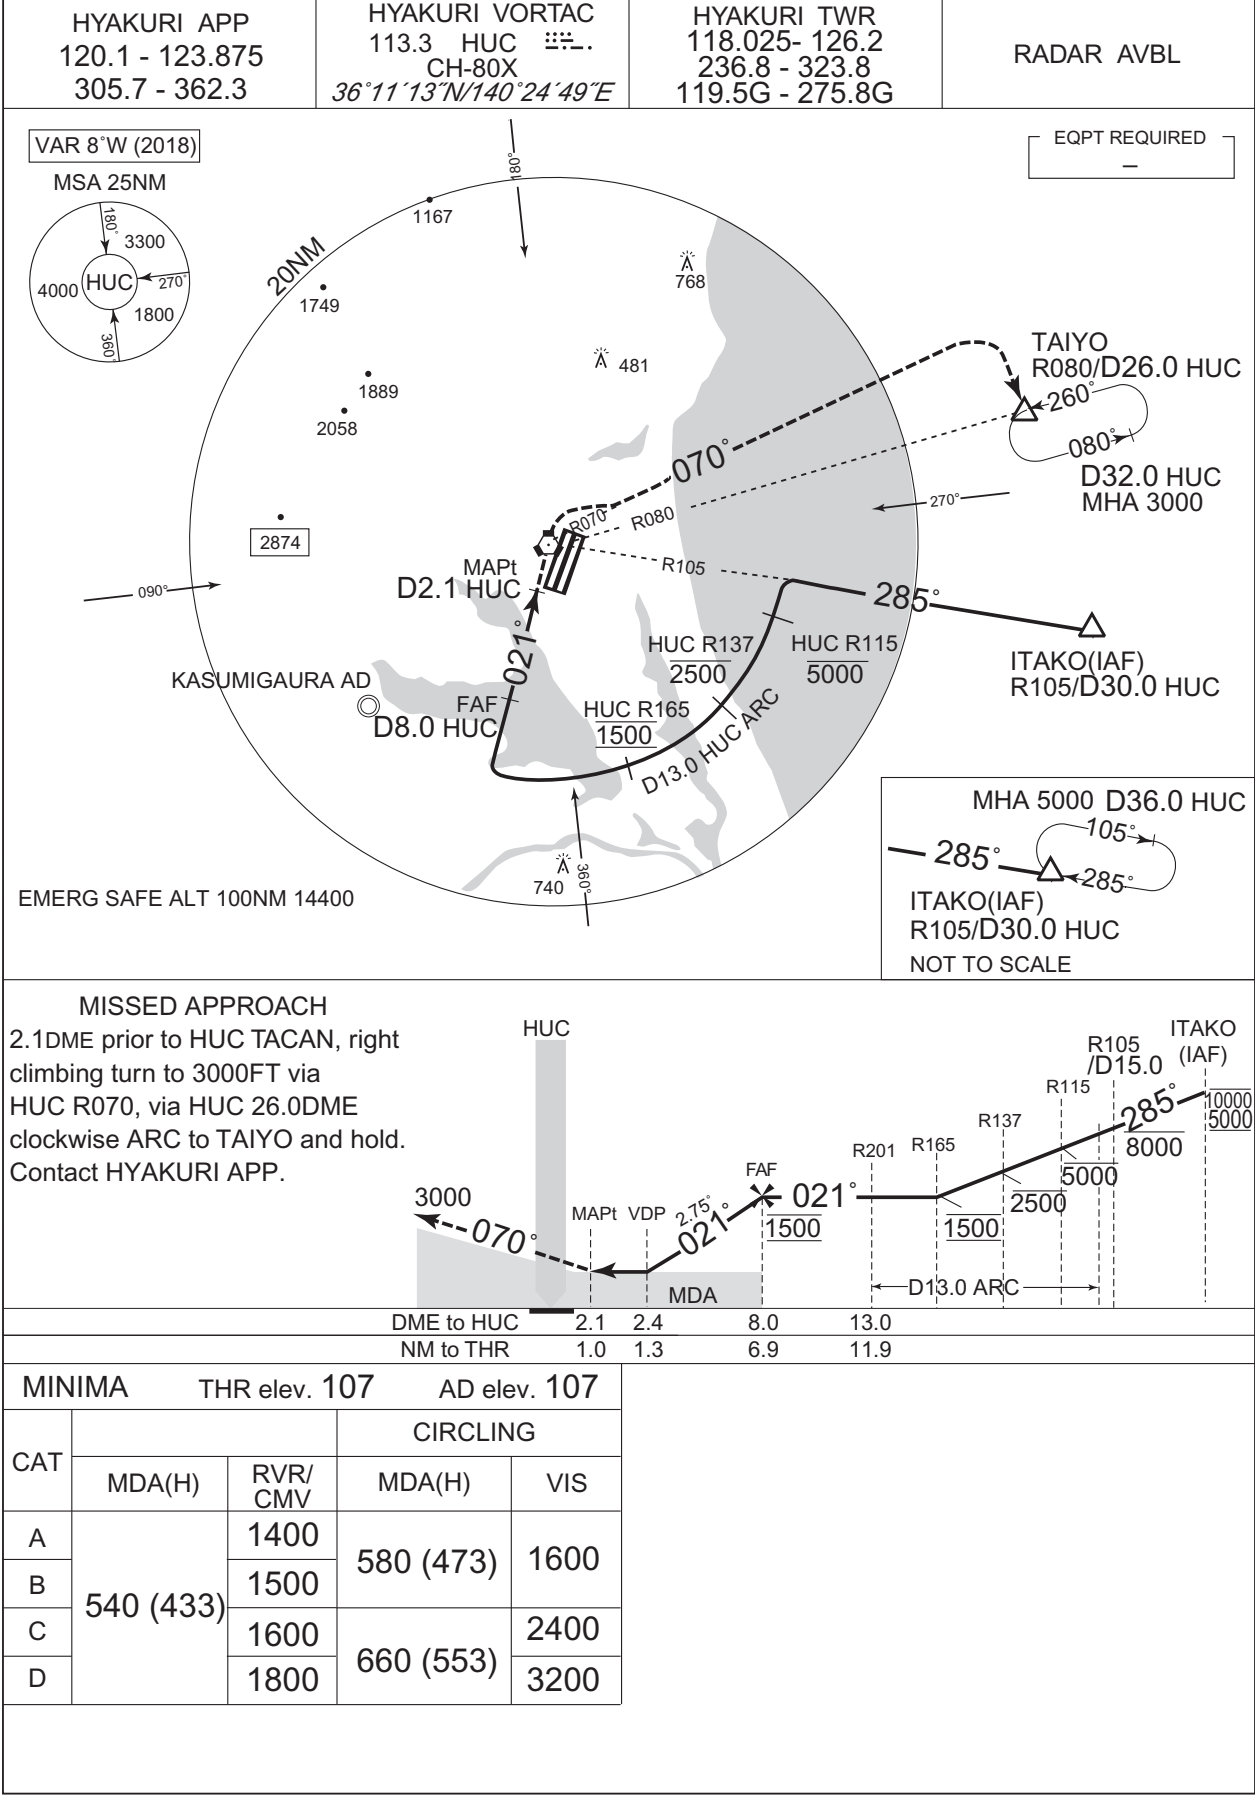 HYAKURI APP
120.1 - 123.875
305.7 - 362.3
HYAKURI VORTAC
113.3 HUC
CH-80X
36°11´13˝N/140°24´49˝E
HYAKURI TWR
118.025- 126.2
236.8 - 323.8
119.5G - 275.8G
RADAR AVBL
VAR 8°W (2018)
MSA 25NM
180°
3300
HUC
4000
270°
1800
360°
EQPT REQUIRED
–
180°
1167
20NM
1749
768
481
1889
2058
2874
TAIYO
R080/D26.0 HUC
260°
080°
D32.0 HUC
MHA 3000
070°
270°
R070
R080
R105
MAPt
D2.1 HUC
090°
285°
021°
HUC R137
2500
HUC R115
5000
ITAKO(IAF)
R105/D30.0 HUC
KASUMIGAURA AD
FAF
D8.0 HUC
HUC R165
1500
D13.0 HUC ARC
740
360°
EMERG SAFE ALT 100NM 14400
MHA 5000 D36.0 HUC
105°
285°
285°
ITAKO(IAF)
R105/D30.0 HUC
NOT TO SCALE
MISSED APPROACH
2.1DME prior to HUC TACAN, right
climbing turn to 3000FT via
HUC R070, via HUC 26.0DME
clockwise ARC to TAIYO and hold.
Contact HYAKURI APP.
HUC
ITAKO
(IAF)
R105
/D15.0
R115
R137
R165
R201
285°
10000
5000
8000
5000
2500
1500
FAF
021°
1500
2.75°
021°
MAPt VDP
3000
070°
MDA
D13.0 ARC
DME to HUC 2.1 2.4 8.0 13.0
NM to THR 1.0 1.3 6.9 11.9
MINIMA THR elev. 107 AD elev. 107
CAT
CIRCLING
MDA(H)
RVR/
CMV
MDA(H)
VIS
A 540 (433) 1400 580 (473) 1600
B 1500
C 1600 660 (553) 2400
D 1800 3200